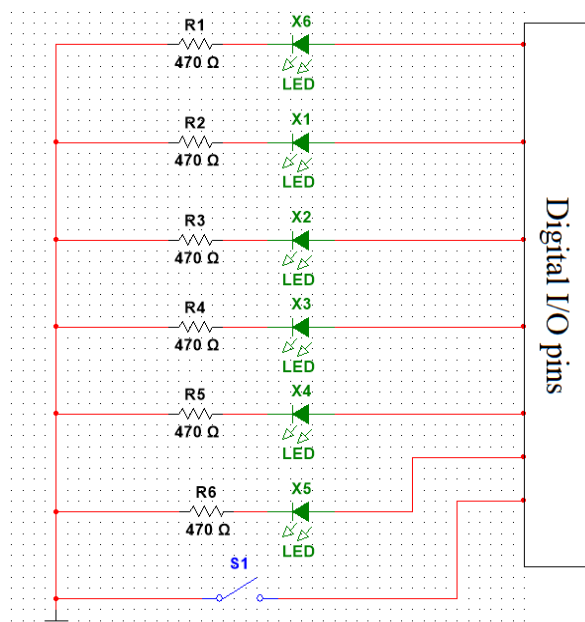 R1
X6
470 Ω
LED
R2
X1
470 Ω
LED
R3
X2
470 Ω
LED
R4
X3
470 Ω
LED
R5
X4
470 Ω
LED
R6
X5
470 Ω
LED
S1
Digital I/O pins